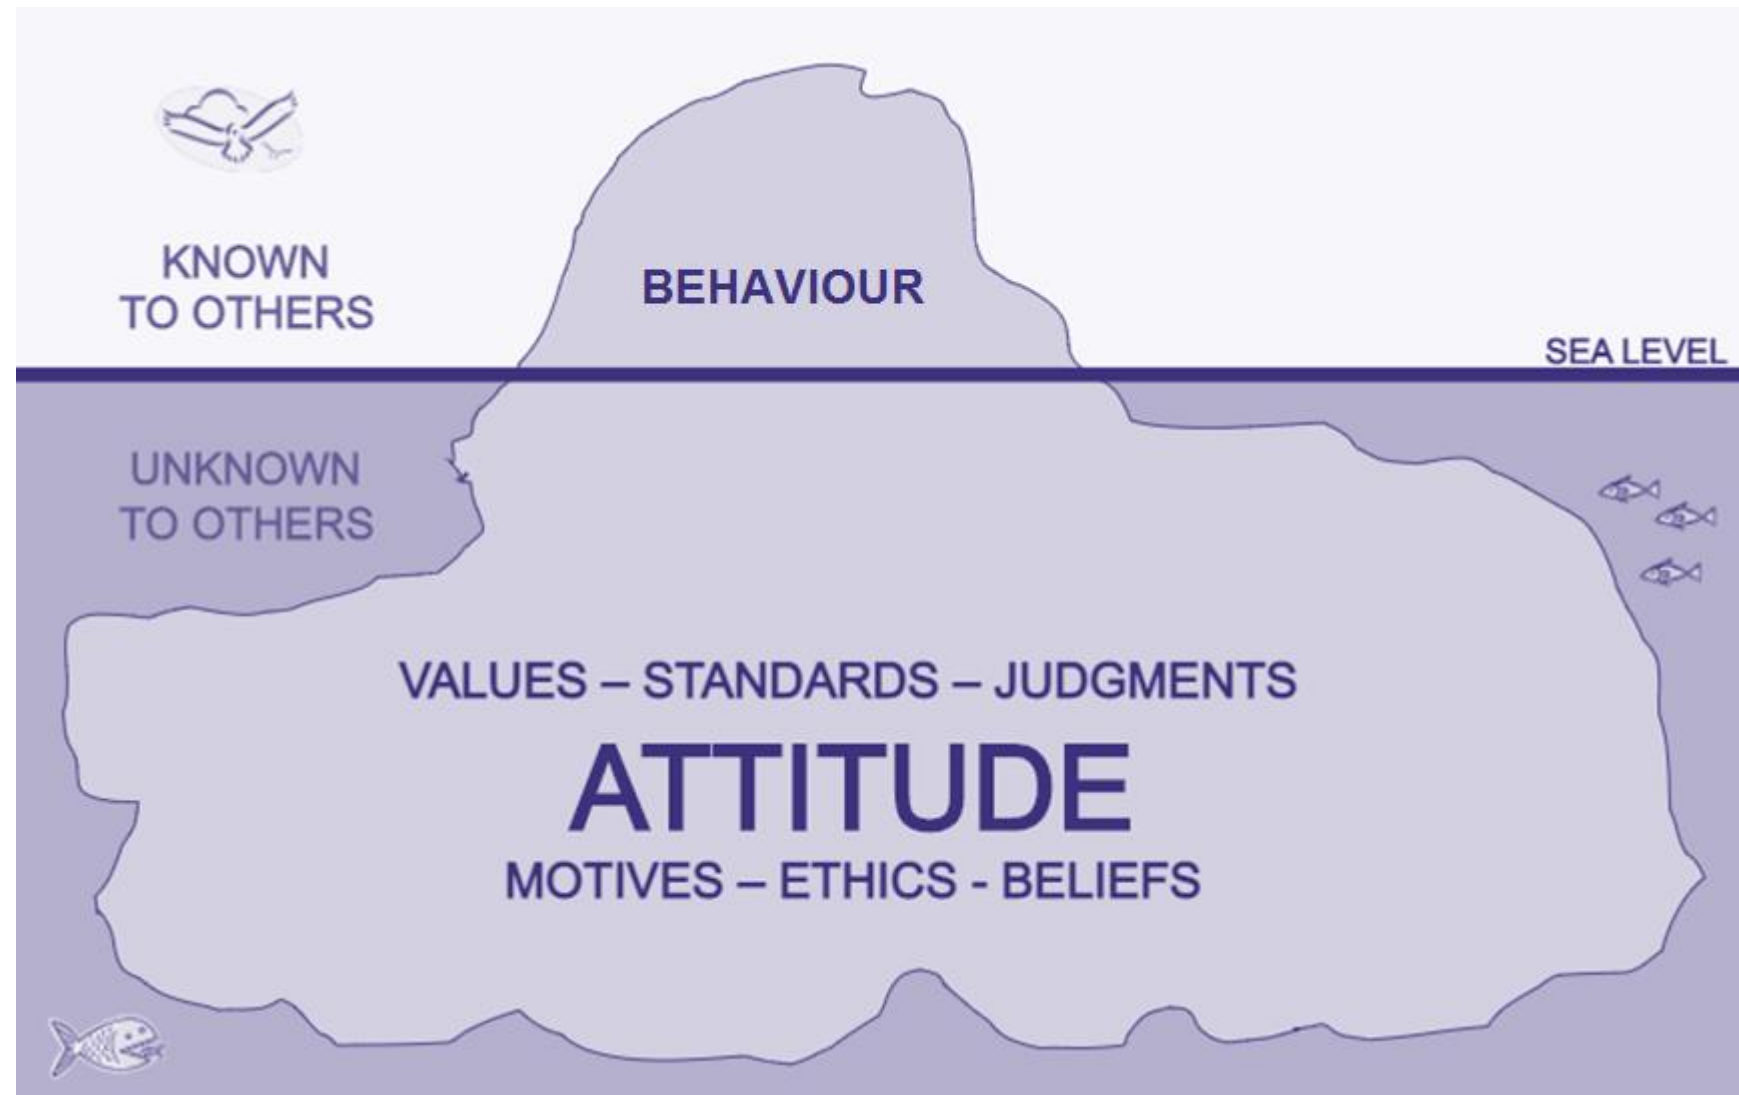 KNOWN
TO OTHERS
BEHAVIOUR
SEA LEVEL
UNKNOWN
TO OTHERS
VALUES – STANDARDS – JUDGMENTS
ATTITUDE
MOTIVES – ETHICS - BELIEFS